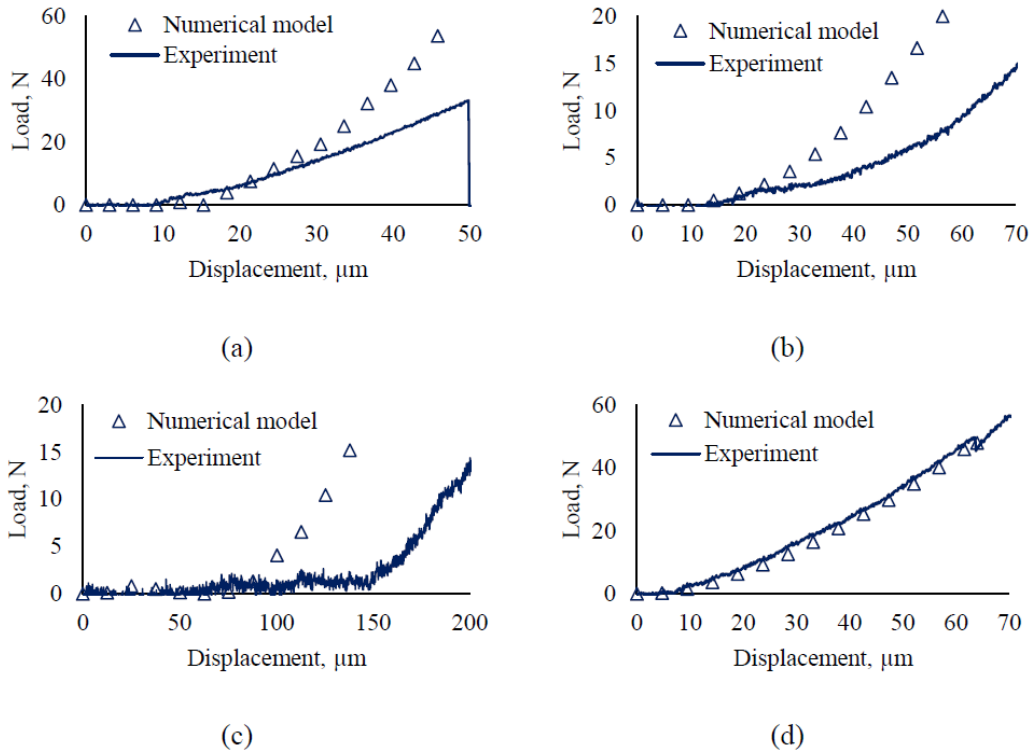 60
40
20
0
Load, N
Numerical model
Experiment
0 10 20 30 40 50
Displacement, µm
(a)
20
15
10
5
0
Load, N
Numerical model
Experiment
0 10 20 30 40 50 60 70
Displacement, µm
(b)
20
15
10
5
0
Load, N
Numerical model
Experiment
0 50 100 150 200
Displacement, µm
(c)
60
40
20
0
Load, N
Numerical model
Experiment
0 10 20 30 40 50 60 70
Displacement, µm
(d)